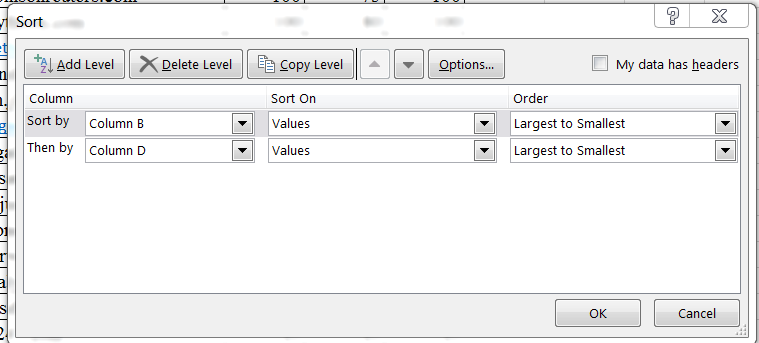 Sort
Add Level Delete Level Copy Level Options... My data has headers
Column Sort On Order
Sort by Column B Values Largest to Smallest
Then by Column D Values Largest to Smallest
OK Cancel